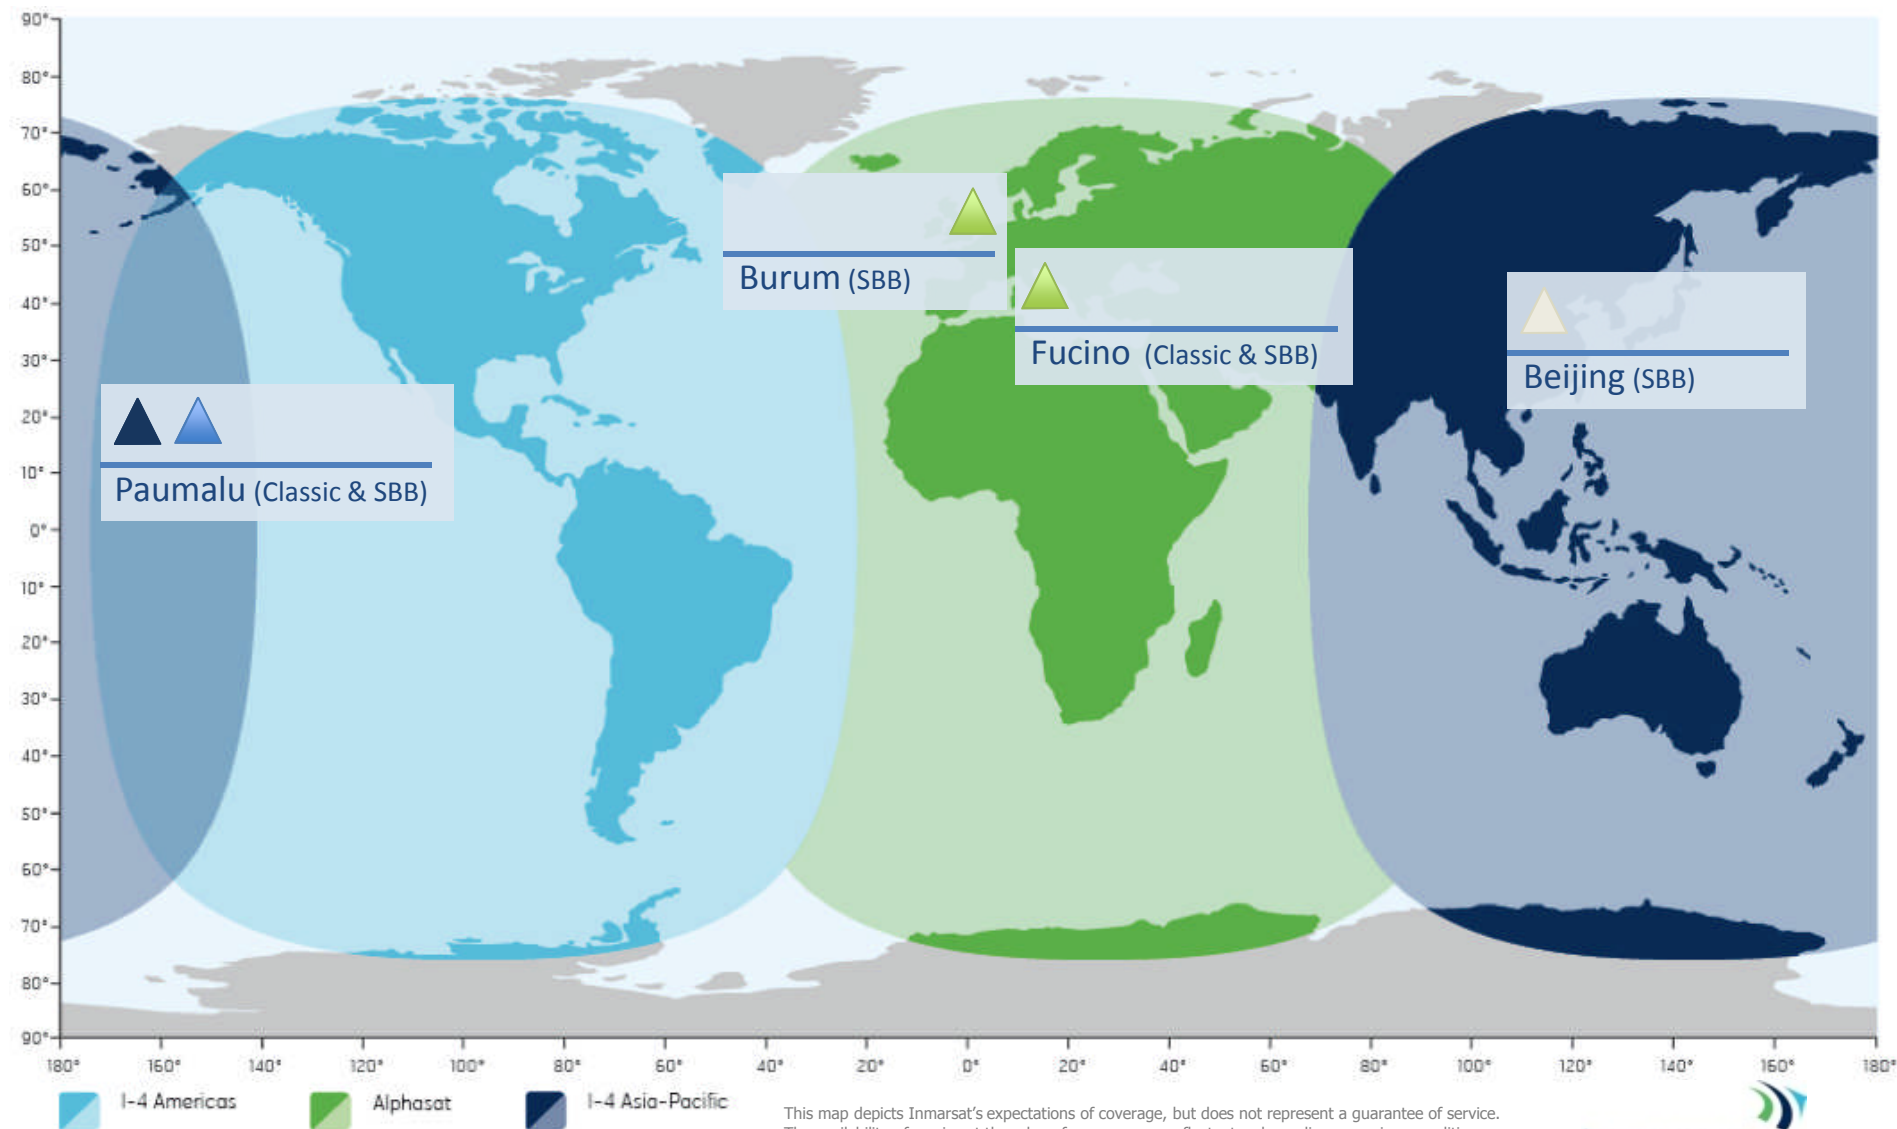 90°
80°
70°
60°
50°
40°
30°
20°
10°
0°
10°
20°
30°
40°
50°
60°
70°
80°
90°
Burum (SBB)
Fucino (Classic & SBB)
Beijing (SBB)
Paumalu (Classic & SBB)
180° 160° 140° 120° 100° 80° 60° 40° 20° 0° 20° 40° 60° 80° 100° 120° 140° 160° 180°
I-4 Americas Alphasat I-4 Asia-Pacific
This map depicts Inmarsat's expectations of coverage, but does not represent a guarantee of service.